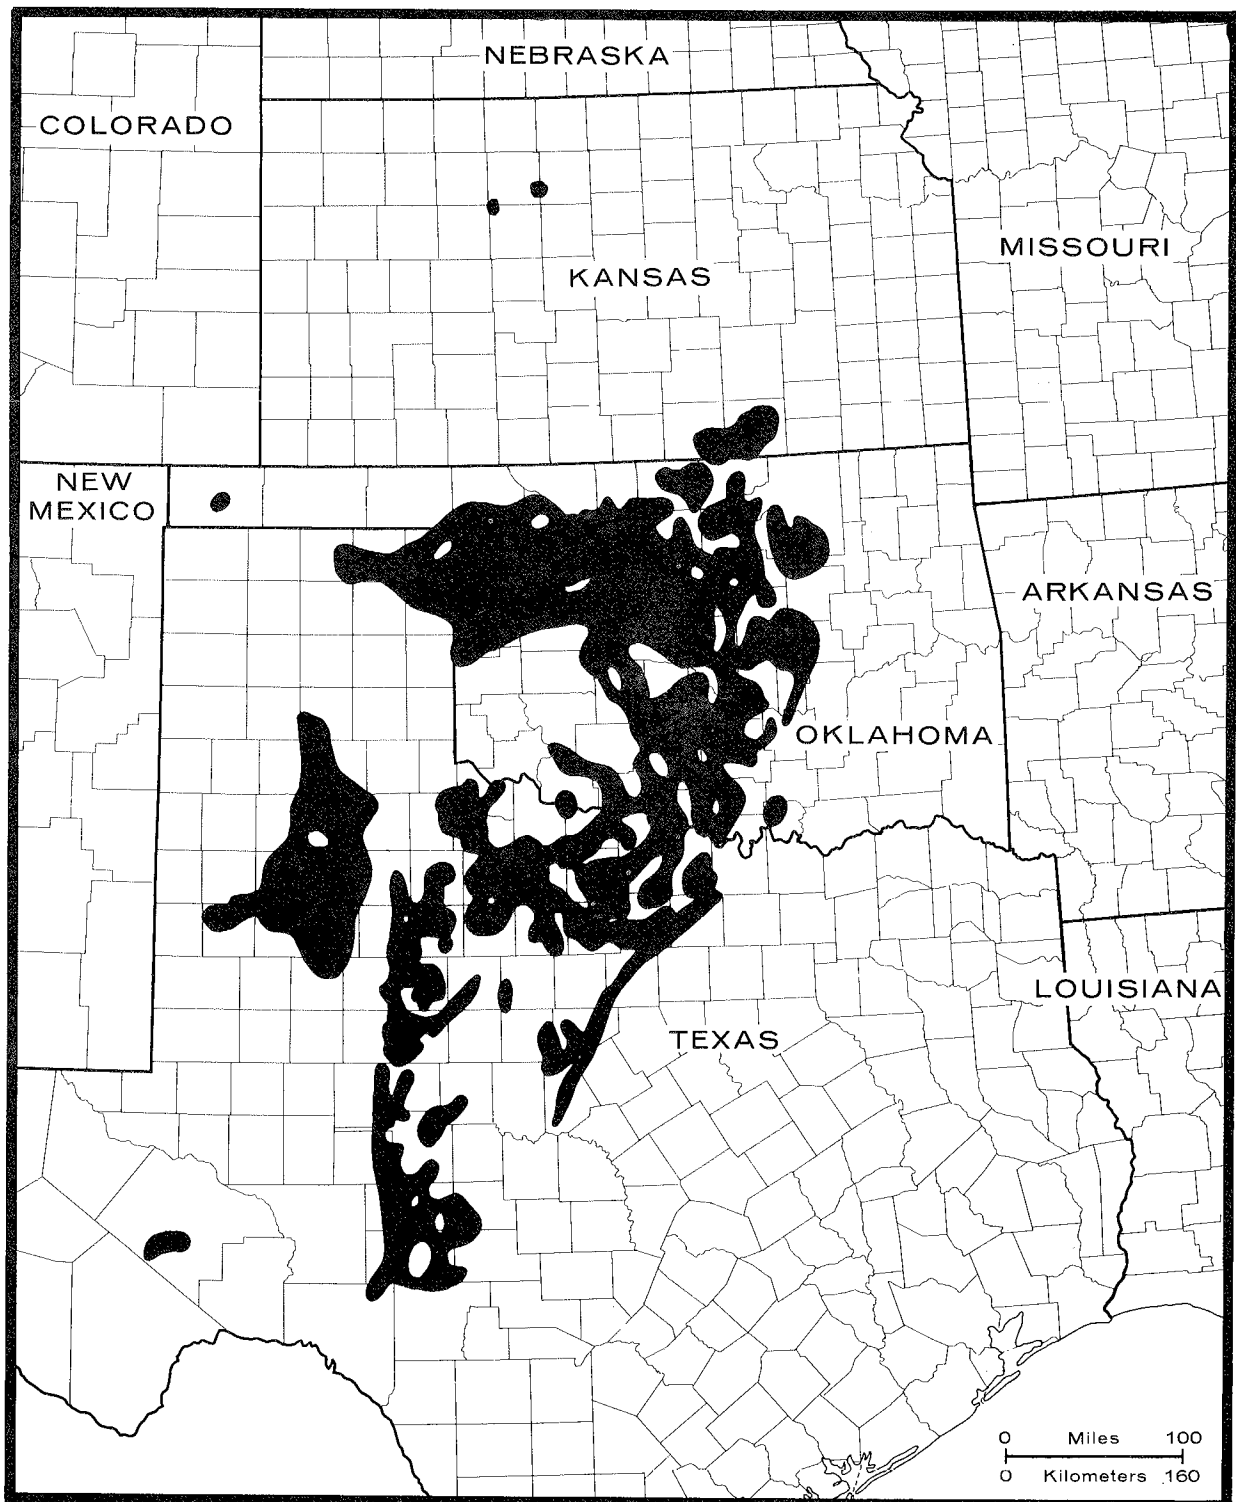 NEBRASKA
COLORADO
MISSOURI
KANSAS
NEW
MEXICO
ARKANSAS
OKLAHOMA
LOUISIANA
TEXAS
0 Miles 100
0 Kilometers 160